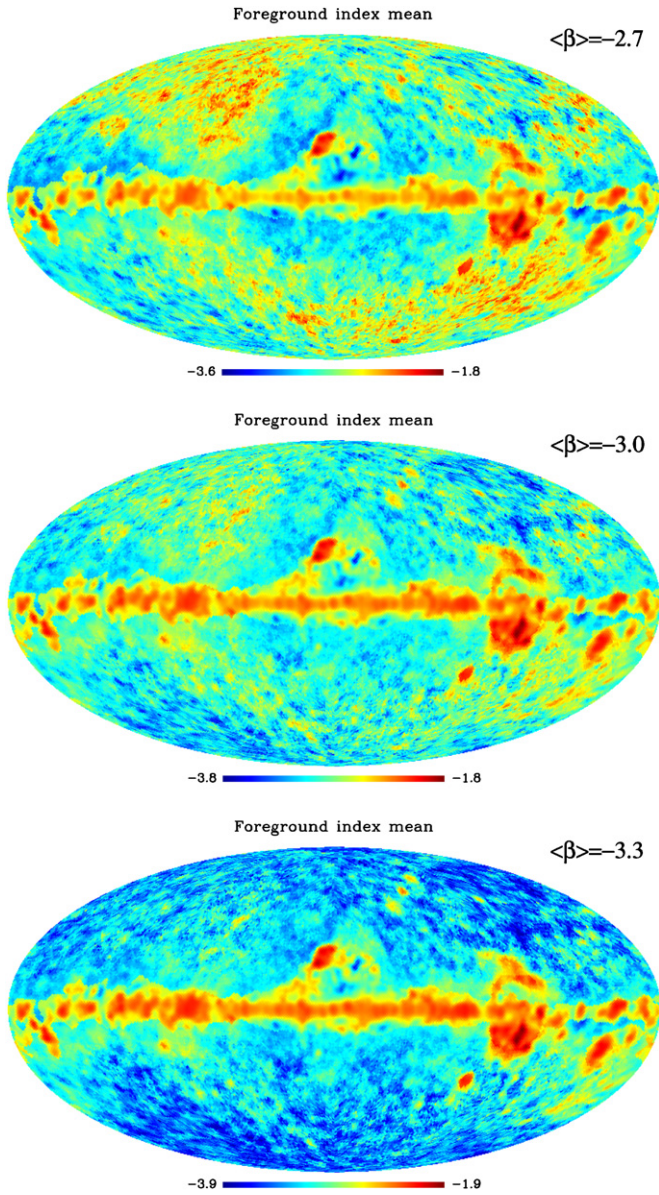 Foreground index mean
<β>=−2.7
−3.6 −1.8
Foreground index mean
<β>=−3.0
−3.8 −1.8
Foreground index mean
<β>=−3.3
−3.9 −1.9